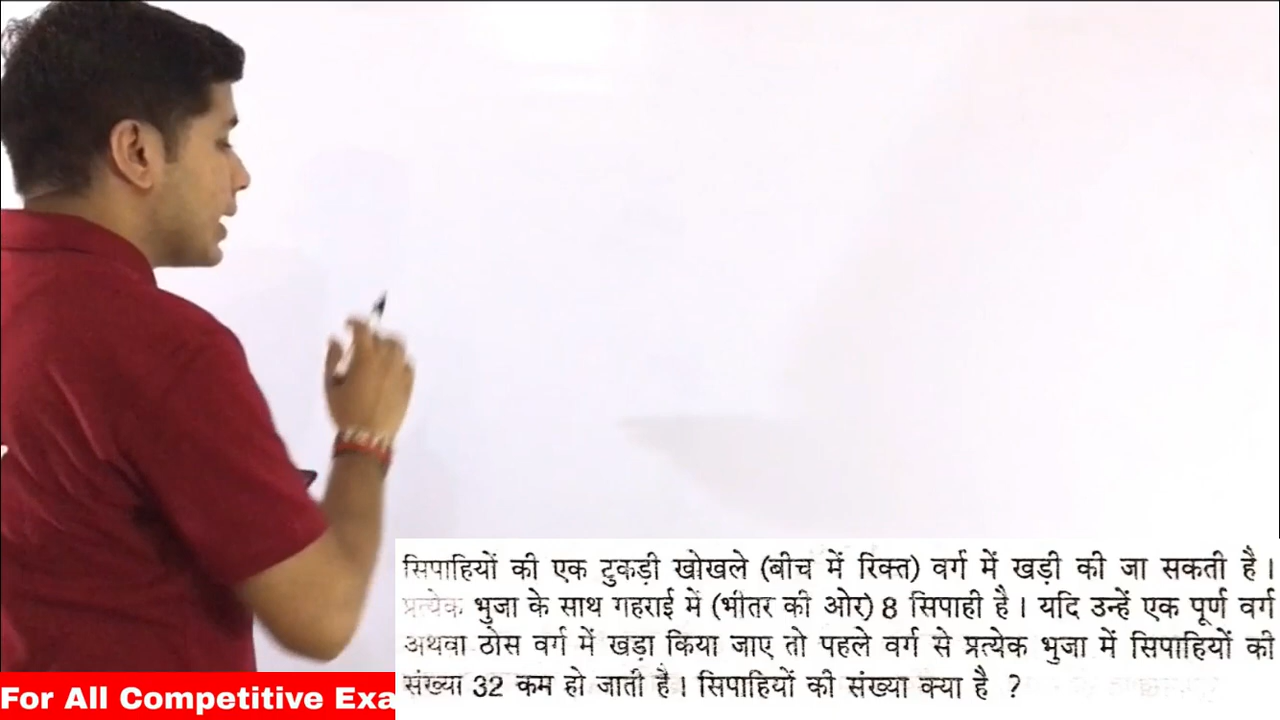 सिपाहियों की एक टुकड़ी खोखले (बीच में रिक्त) वर्ग में खड़ी की जा सकती है।
प्रत्येक भुजा के साथ गहराई में (भीतर की ओर) 8 सिपाही है। यदि उन्हें एक पूर्ण वर्ग
अथवा ठोस वर्ग में खड़ा किया जाए तो पहले वर्ग से प्रत्येक भुजा में सिपाहियों की
संख्या 32 कम हो जाती है। सिपाहियों की संख्या क्या है ?
For All Competitive Exa